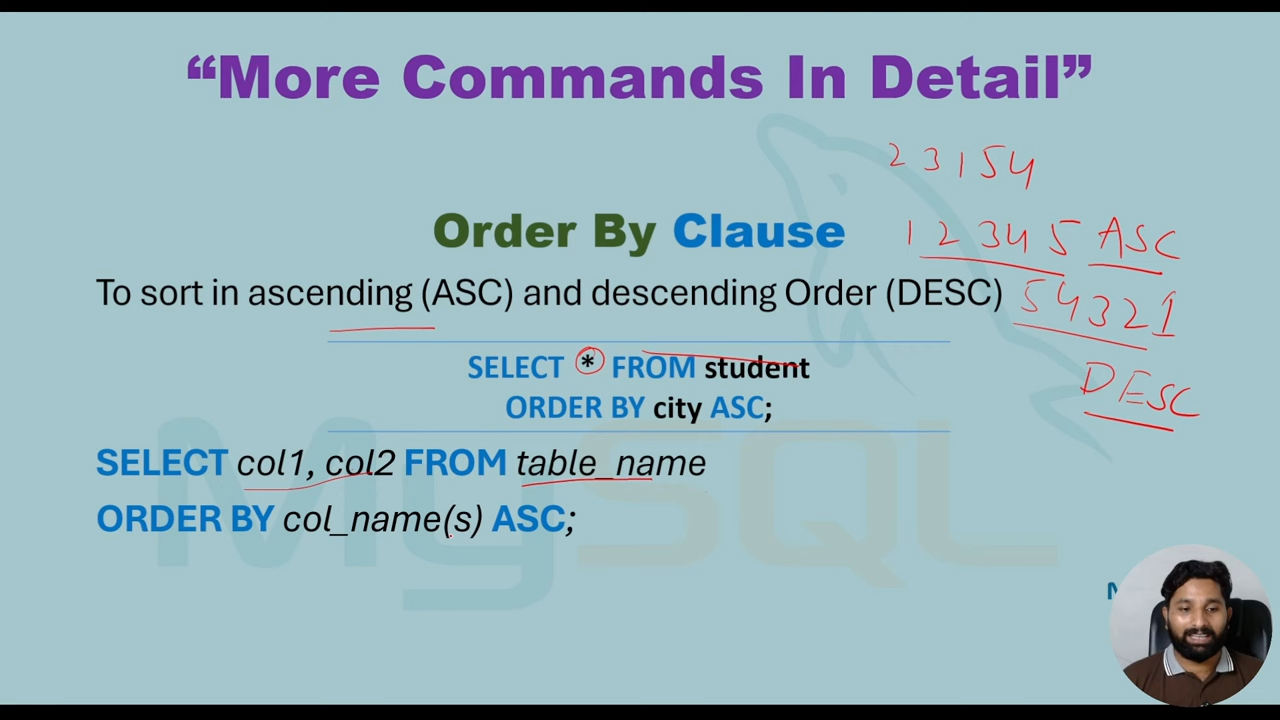 “More Commands In Detail”
2 3 1 5 4
Order By Clause
1 2 3 4 5 ASC
To sort in ascending (ASC) and descending Order (DESC)
5 4 3 2 1
SELECT * FROM student
DESC
ORDER BY city ASC;
MySQL
SELECT col1, col2 FROM table_name
ORDER BY col_name(s) ASC;